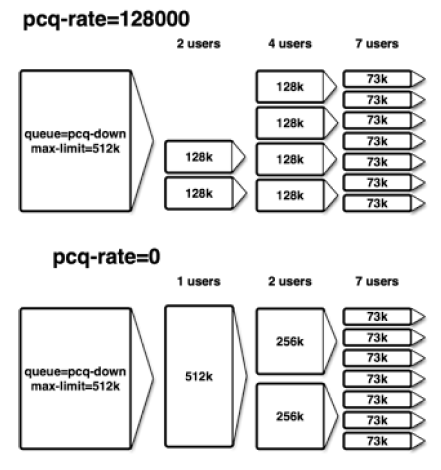 pcq-rate=128000
2 users
4 users
7 users
queue=pcq-down
max-limit=512k
128k
128k
128k
128k
128k
128k
73k
73k
73k
73k
73k
73k
73k
pcq-rate=0
1 users
2 users
7 users
queue=pcq-down
max-limit=512k
512k
256k
256k
73k
73k
73k
73k
73k
73k
73k